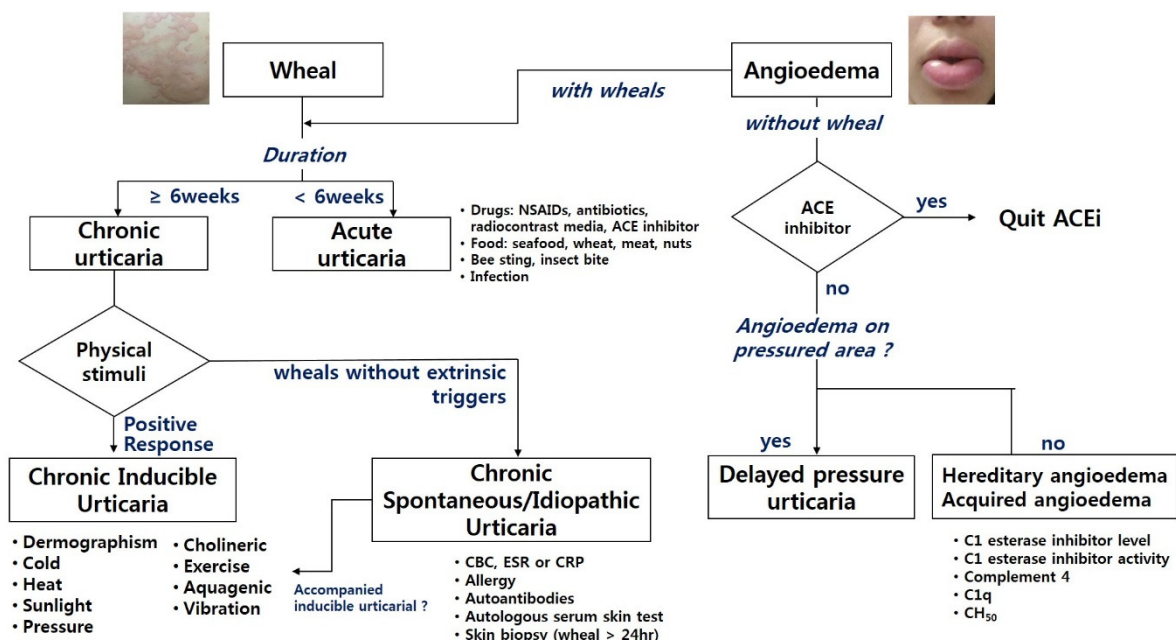 Wheal
Angioedema
with wheals
without wheal
Duration
≥ 6weeks
< 6weeks
Chronic
urticaria
Acute
urticaria
• Drugs: NSAIDs, antibiotics,
radiocontrast media, ACE inhibitor
• Food: seafood, wheat, meat, nuts
• Bee sting, insect bite
• Infection
ACE
inhibitor
yes
Quit ACEi
no
Angioedema on
pressured area ?
Physical
stimuli
wheals without extrinsic
triggers
Positive
Response
yes
no
Chronic Inducible
Urticaria
Chronic
Spontaneous/Idiopathic
Urticaria
Delayed pressure
urticaria
Hereditary angioedema
Acquired angioedema
• Dermographism
• Cold
• Heat
• Sunlight
• Pressure
• Cholineric
• Exercise
• Aquagenic
• Vibration
Accompanied
inducible urticarial ?
• CBC, ESR or CRP
• Allergy
• Autoantibodies
• Autologous serum skin test
• Skin biopsy (wheal > 24hr)
• C1 esterase inhibitor level
• C1 esterase inhibitor activity
• Complement 4
• C1q
• CH₅₀